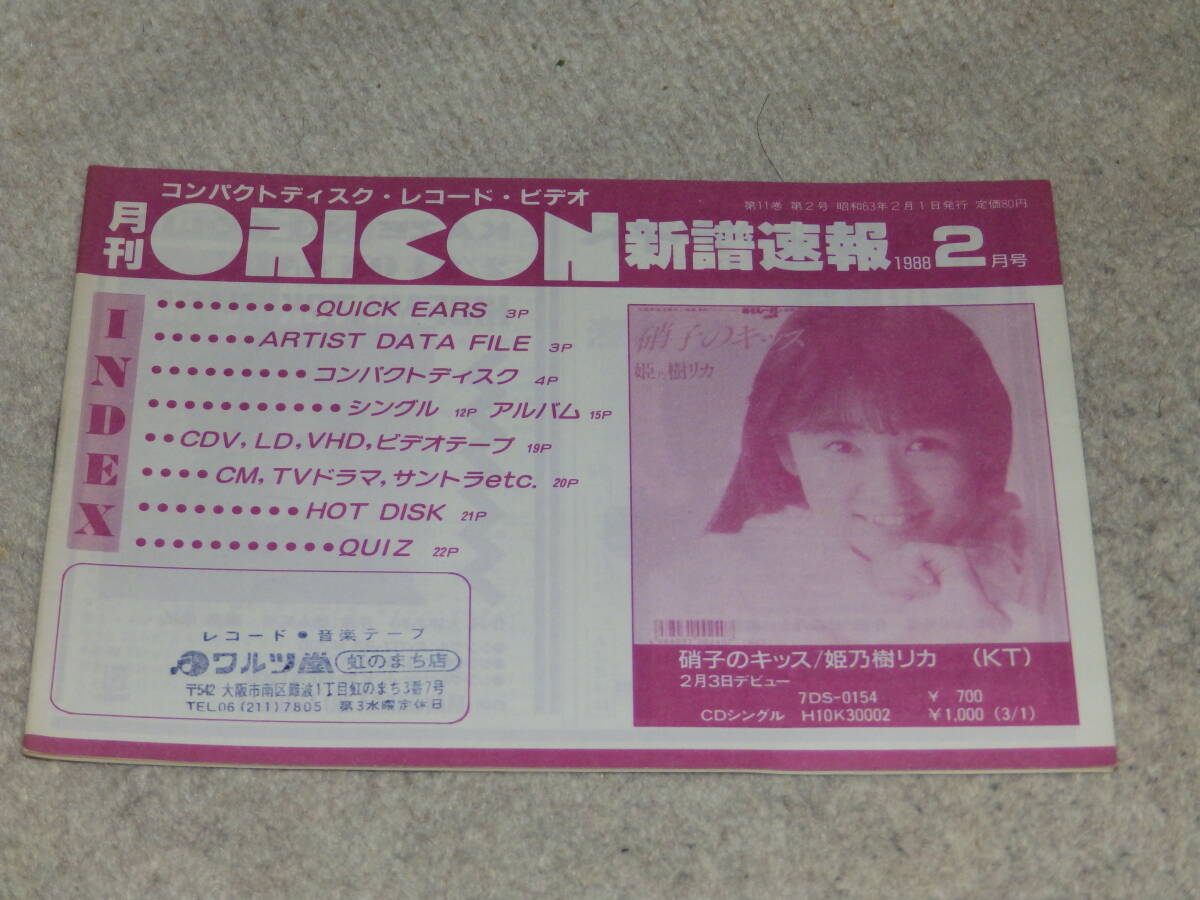 コンパクトディスク・レコード・ビデオ
第11巻 第2号 昭和63年2月1日発行 定価80円
月刊 ORICON 新譜速報 1988 2月号
INDEX
●●●●●●●●●●QUICK EARS 3P
●●●●●●ARTIST DATA FILE 3P
●●●●●●●●●●コンパクトディスク 4P
●●●●●●●●●●●●シングル 12P アルバム 15P
●●CDV, LD, VHD, ビデオテープ 19P
●●●●CM, TVドラマ, サントラetc. 20P
●●●●●●●●●●HOT DISK 21P
●●●●●●●●●●●●QUIZ 22P
レコード●音楽テープ
ワルツ堂 虹のまち店
〒542 大阪市南区難波1丁目虹のまち3番7号
TEL06(211)7805 第3水曜定休日
硝子のキッス
姫乃樹リカ
硝子のキッス/姫乃樹リカ (KT)
2月3日デビュー
7DS-0154 ¥ 700
CDシングル H10K30002 ¥1,000 (3/1)